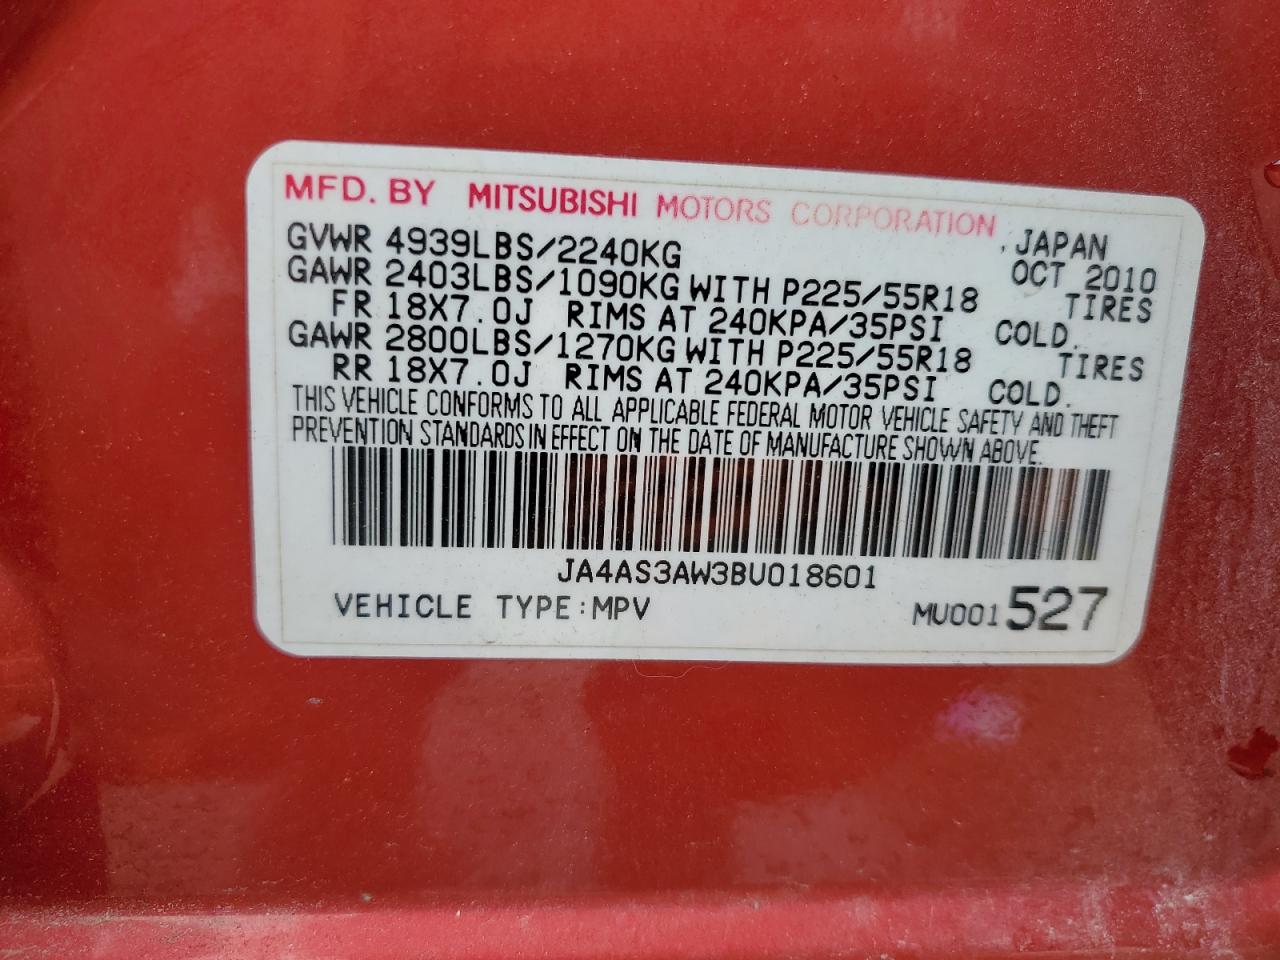 MFD. BY MITSUBISHI MOTORS CORPORATION, JAPAN
GVWR 4939LBS/2240KG OCT 2010
GAWR 2403LBS/1090KG WITH P225/55R18 TIRES
FR 18X7.0J RIMS AT 240KPA/35PSI COLD.
GAWR 2800LBS/1270KG WITH P225/55R18 TIRES
RR 18X7.0J RIMS AT 240KPA/35PSI COLD.
THIS VEHICLE CONFORMS TO ALL APPLICABLE FEDERAL MOTOR VEHICLE SAFETY AND THEFT
PREVENTION STANDARDS IN EFFECT ON THE DATE OF MANUFACTURE SHOWN ABOVE.
JA4AS3AW3BU018601
VEHICLE TYPE:MPV MU001527